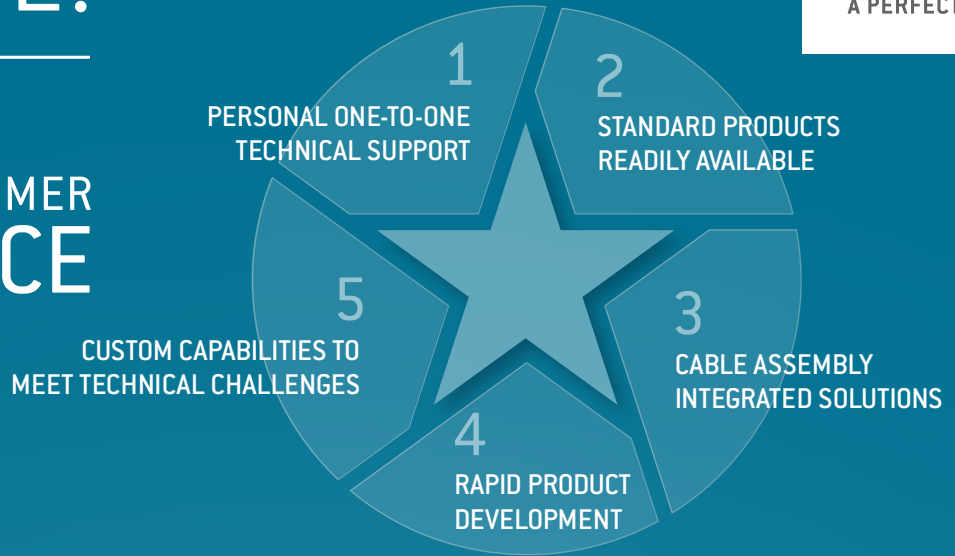 A PERFECT
1
PERSONAL ONE-TO-ONE
TECHNICAL SUPPORT
2
STANDARD PRODUCTS
READILY AVAILABLE
MER
CE
5
CUSTOM CAPABILITIES TO
MEET TECHNICAL CHALLENGES
3
CABLE ASSEMBLY
INTEGRATED SOLUTIONS
4
RAPID PRODUCT
DEVELOPMENT